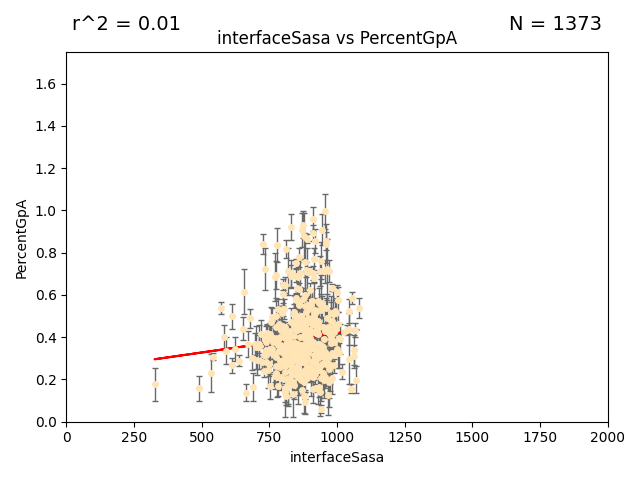 r^2 = 0.01
N = 1373
interfaceSasa vs PercentGpA
PercentGpA
1.6
1.4
1.2
1.0
0.8
0.6
0.4
0.2
0.0
0 250 500 750 1000 1250 1500 1750 2000
interfaceSasa